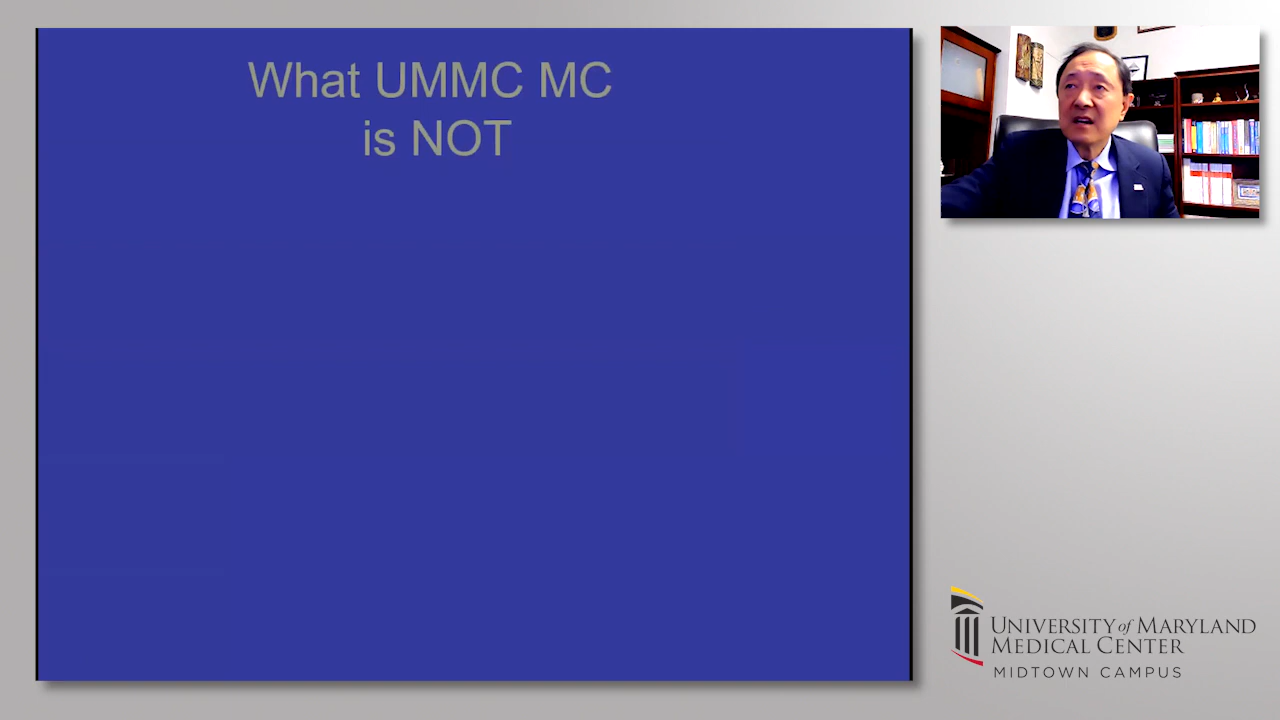 What UMMC MC
is NOT
UNIVERSITY of MARYLAND
MEDICAL CENTER
MIDTOWN CAMPUS